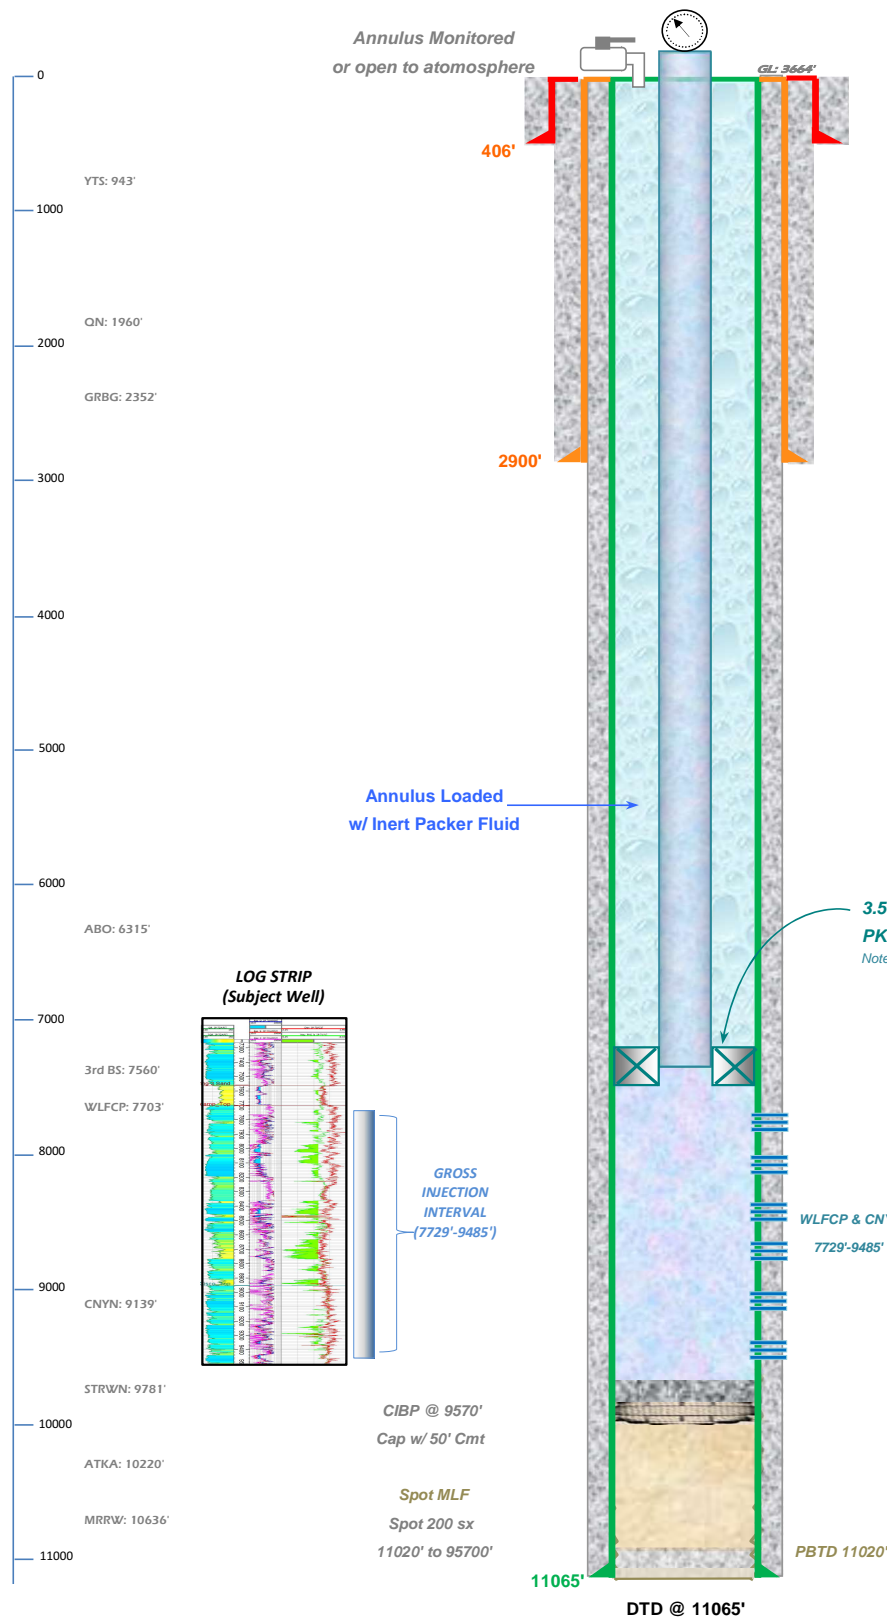 Annulus Monitored
or open to atomosphere
GL: 3664'
0
406'
YTS: 943'
1000
QN: 1960'
2000
GRBG: 2352'
2900'
3000
4000
5000
Annulus Loaded
w/ Inert Packer Fluid
6000
ABO: 6315'
3.5
PK
Note
LOG STRIP
(Subject Well)
7000
3rd BS: 7560'
WLFCP: 7703'
8000
GROSS
INJECTION
INTERVAL
(7729'-9485')
WLFCP & CN
7729'-9485'
9000
CNYN: 9139'
STRWN: 9781'
CIBP @ 9570'
Cap w/ 50' Cmt
10000
ATKA: 10220'
Spot MLF
MRRW: 10636'
Spot 200 sx
11020' to 95700'
PBTD 11020'
11000
11065'
DTD @ 11065'